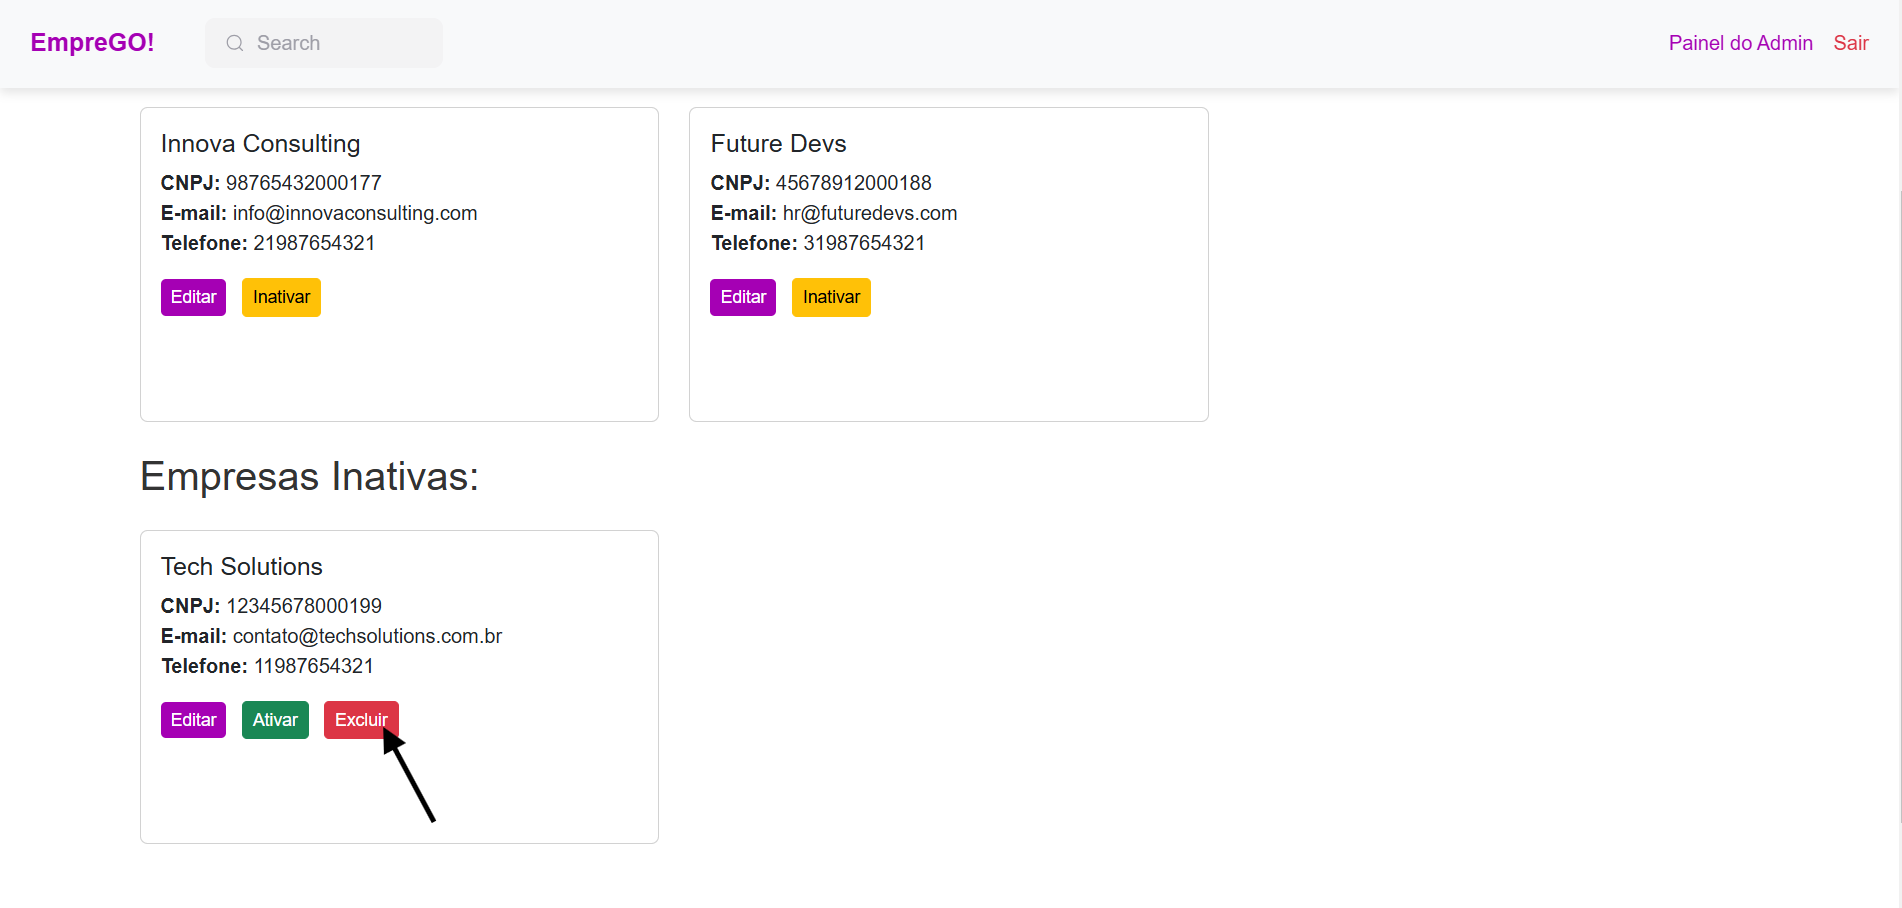 EmpreGO!
Search
Painel do Admin
Sair
Innova Consulting
CNPJ: 98765432000177
E-mail: info@innovaconsulting.com
Telefone: 21987654321
Editar
Inativar
Future Devs
CNPJ: 45678912000188
E-mail: hr@futuredevs.com
Telefone: 31987654321
Editar
Inativar
Empresas Inativas:
Tech Solutions
CNPJ: 12345678000199
E-mail: contato@techsolutions.com.br
Telefone: 11987654321
Editar
Ativar
Excluir